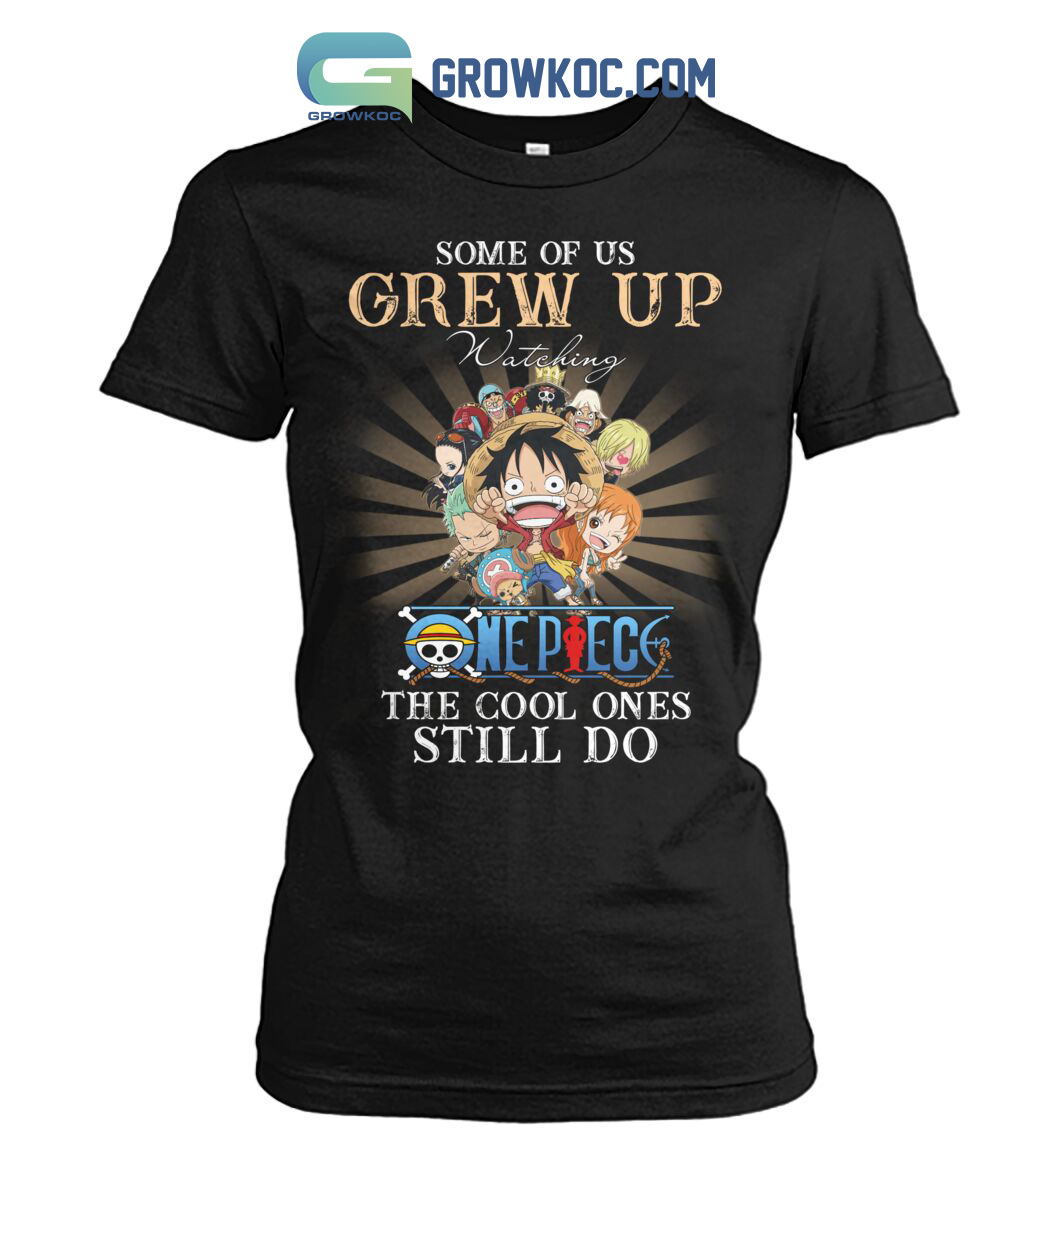 GROWKOC.COM
GROWKOC
SOME OF US
GREW UP
Watching
ONE PIECE
THE COOL ONES
STILL DO